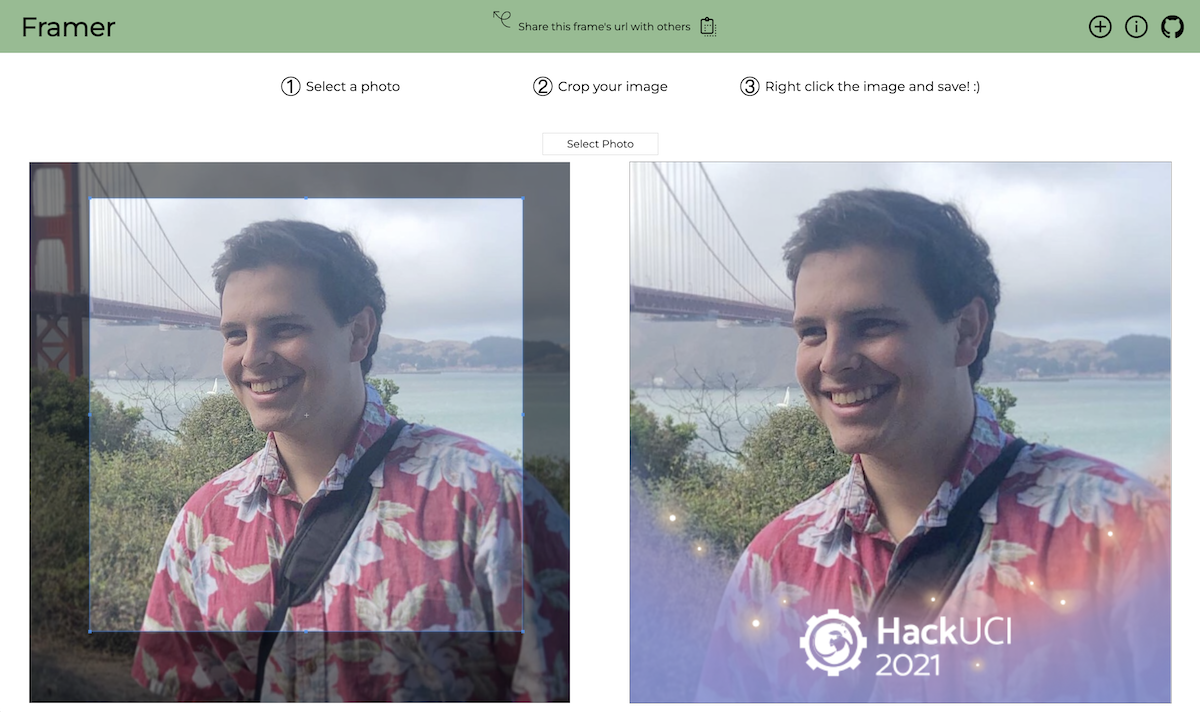 Framer
Share this frame's url with others
1 Select a photo
2 Crop your image
3 Right click the image and save! :)
Select Photo
HackUCI
2021